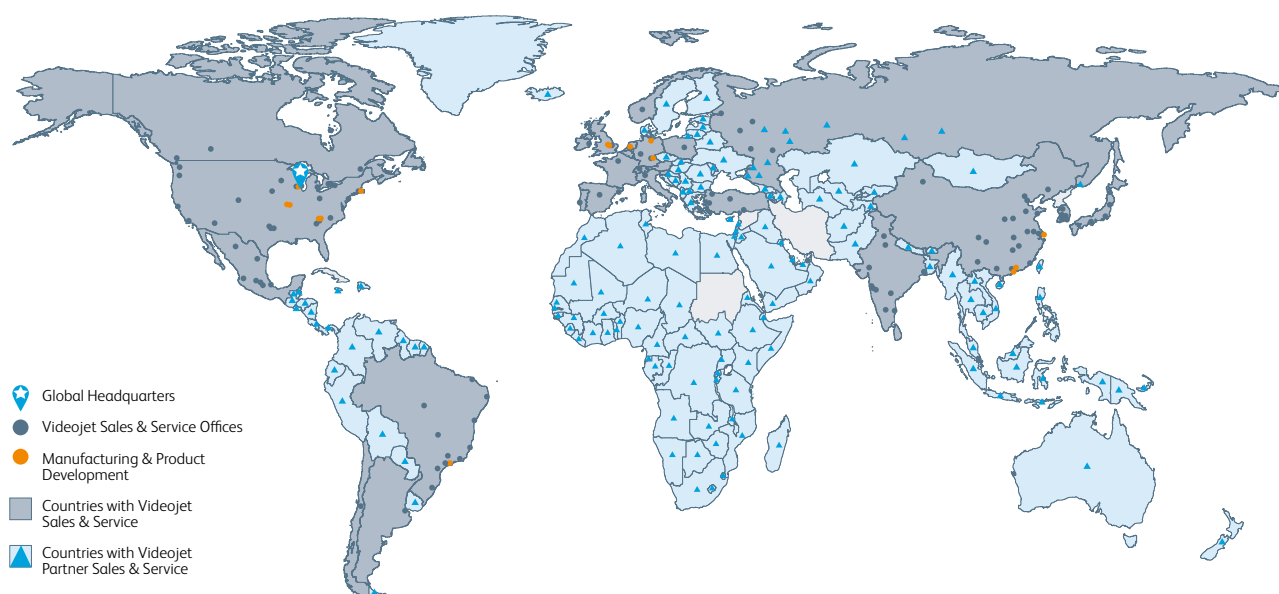 Global Headquarters
Videojet Sales & Service Offices
Manufacturing & Product
Development
Countries with Videojet
Sales & Service
Countries with Videojet
Partner Sales & Service